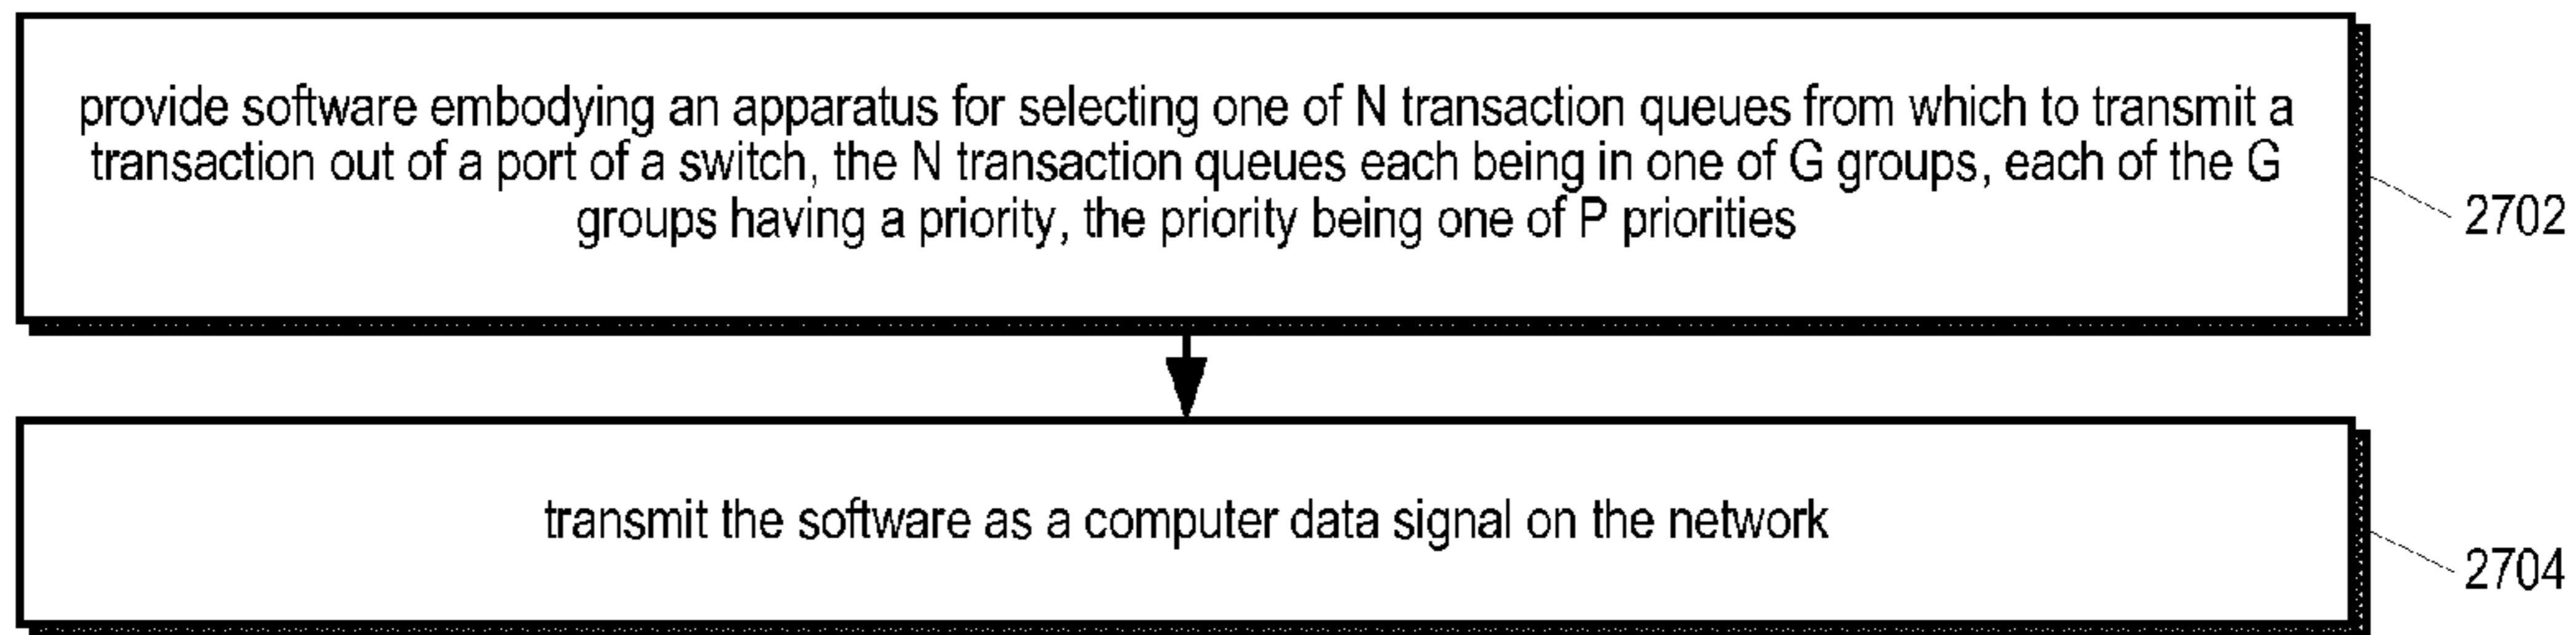 provide software embodying an apparatus for selecting one of N transaction queues from which to transmit a
transaction out of a port of a switch, the N transaction queues each being in one of G groups, each of the G
groups having a priority, the priority being one of P priorities
2702
transmit the software as a computer data signal on the network
2704